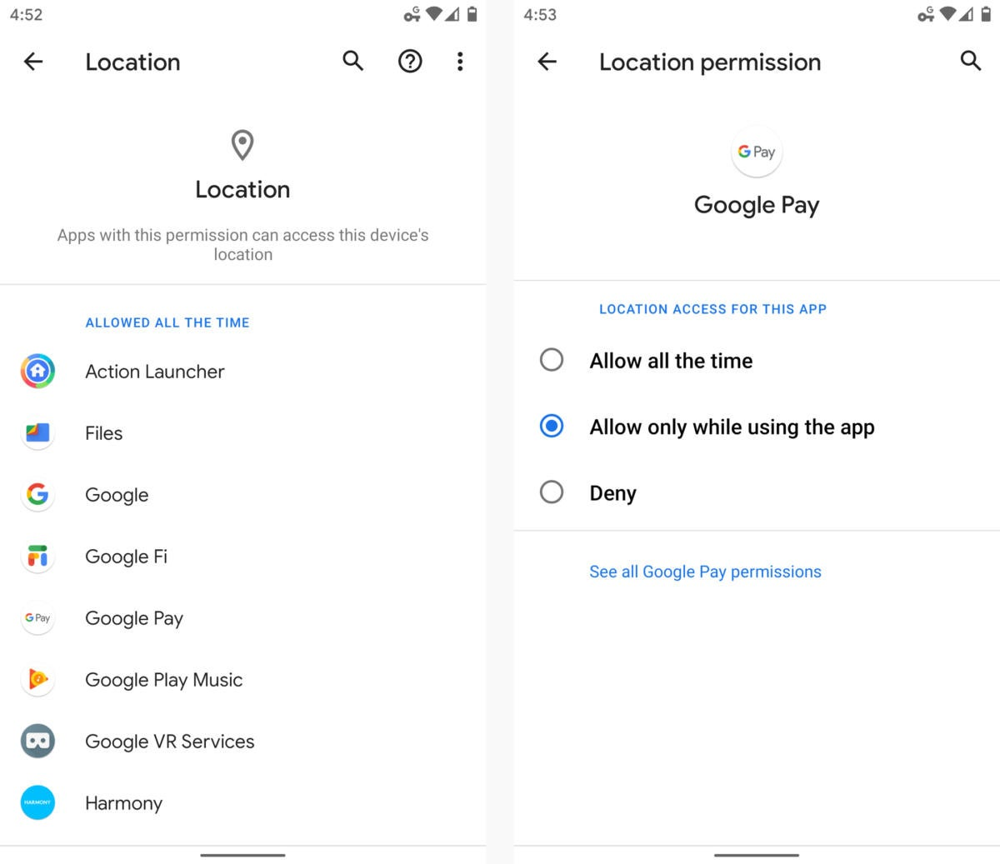 4:52
Location
Location
Apps with this permission can access this device's
location
ALLOWED ALL THE TIME
Action Launcher
Files
Google
Google Fi
G Pay
Google Pay
Google Play Music
Google VR Services
HARMONY
Harmony
4:53
Location permission
G Pay
Google Pay
LOCATION ACCESS FOR THIS APP
Allow all the time
Allow only while using the app
Deny
See all Google Pay permissions